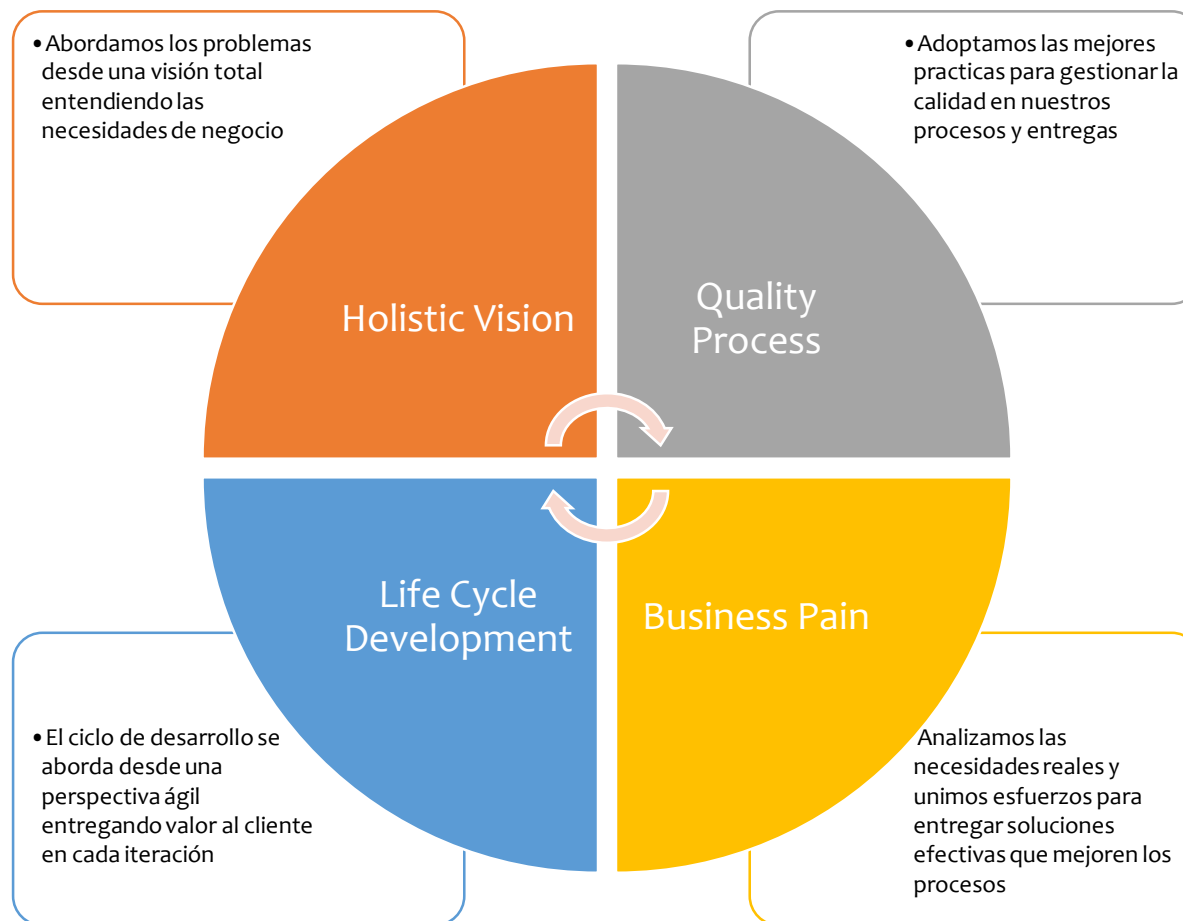 •Abordamos los problemas
desde una visión total
entendiendo las
necesidades de negocio
•Adoptamos las mejores
practicas para gestionar la
calidad en nuestros
procesos y entregas
Holistic Vision
Quality
Process
Life Cycle
Development
Business Pain
•El ciclo de desarrollo se
aborda desde una
perspectiva ágil
entregando valor al cliente
en cada iteración
Analizamos las
necesidades reales y
unimos esfuerzos para
entregar soluciones
efectivas que mejoren los
procesos